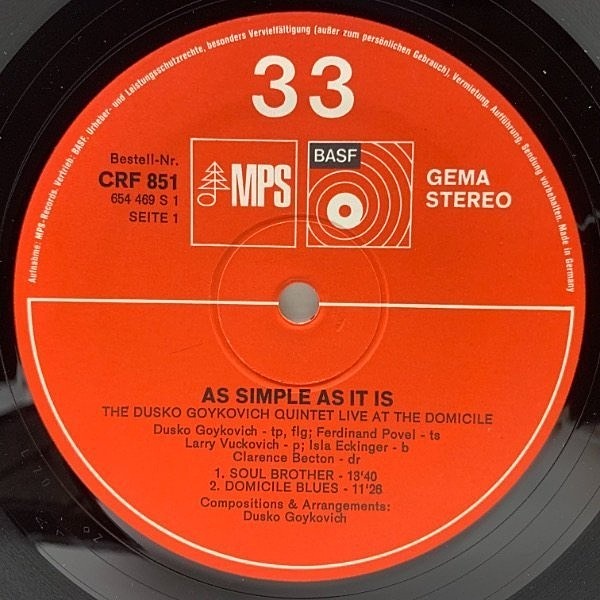 Aufnahme: MPS-Records. Vertrieb: BASF. Urheber- und Leistungsschutzrechte, besonders Vervielfältigung (außer zum persönlichen Gebrauch), Vermietung, Aufführung, Sendung vorbehalten. Made in Germany
33
Bestell-Nr.
CRF 851
654 469 S 1
SEITE 1
MPS
BASF
GEMA
STEREO
AS SIMPLE AS IT IS
THE DUSKO GOYKOVICH QUINTET LIVE AT THE DOMICILE
Dusko Goykovich - tp, flg; Ferdinand Povel - ts
Larry Vuckovich - p; Isla Eckinger - b
Clarence Becton - dr
1. SOUL BROTHER - 13'40
2. DOMICILE BLUES - 11'26
Compositions & Arrangements:
Dusko Goykovich